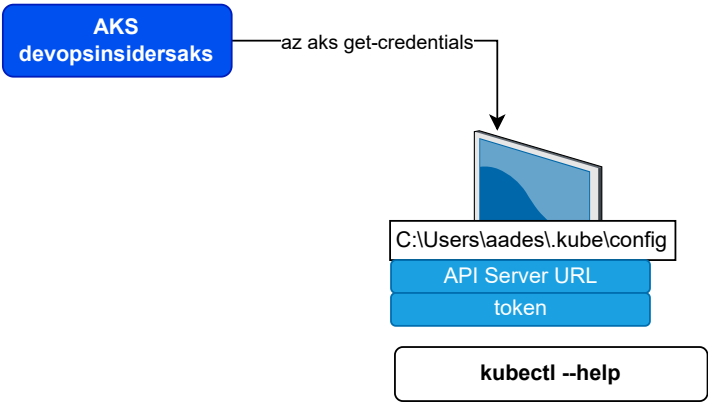 AKS
devopsinsidersaks
az aks get-credentials
C:\Users\aades\.kube\config
API Server URL
token
kubectl --help